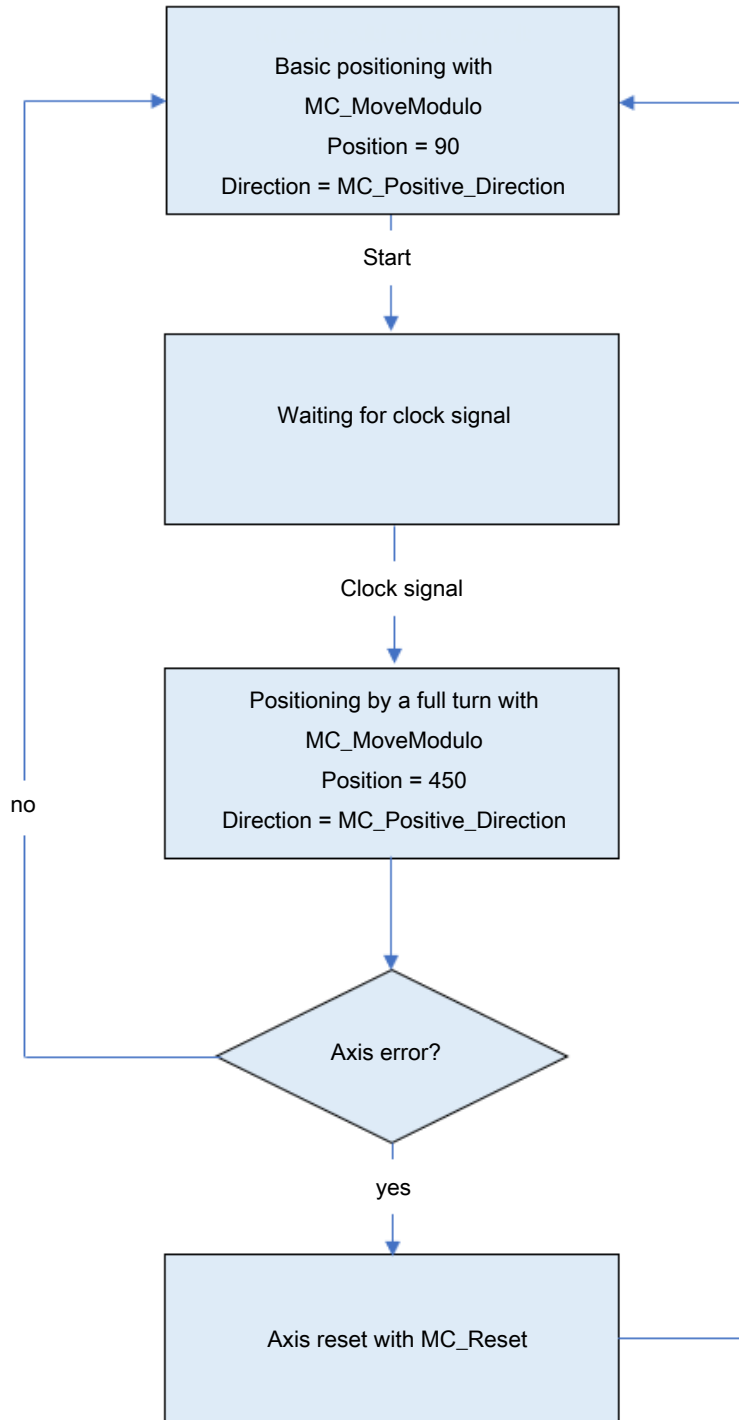 Basic positioning with
MC_MoveModulo
Position = 90
Direction = MC_Positive_Direction
Start
Waiting for clock signal
Clock signal
Positioning by a full turn with
MC_MoveModulo
Position = 450
Direction = MC_Positive_Direction
no
Axis error?
yes
Axis reset with MC_Reset